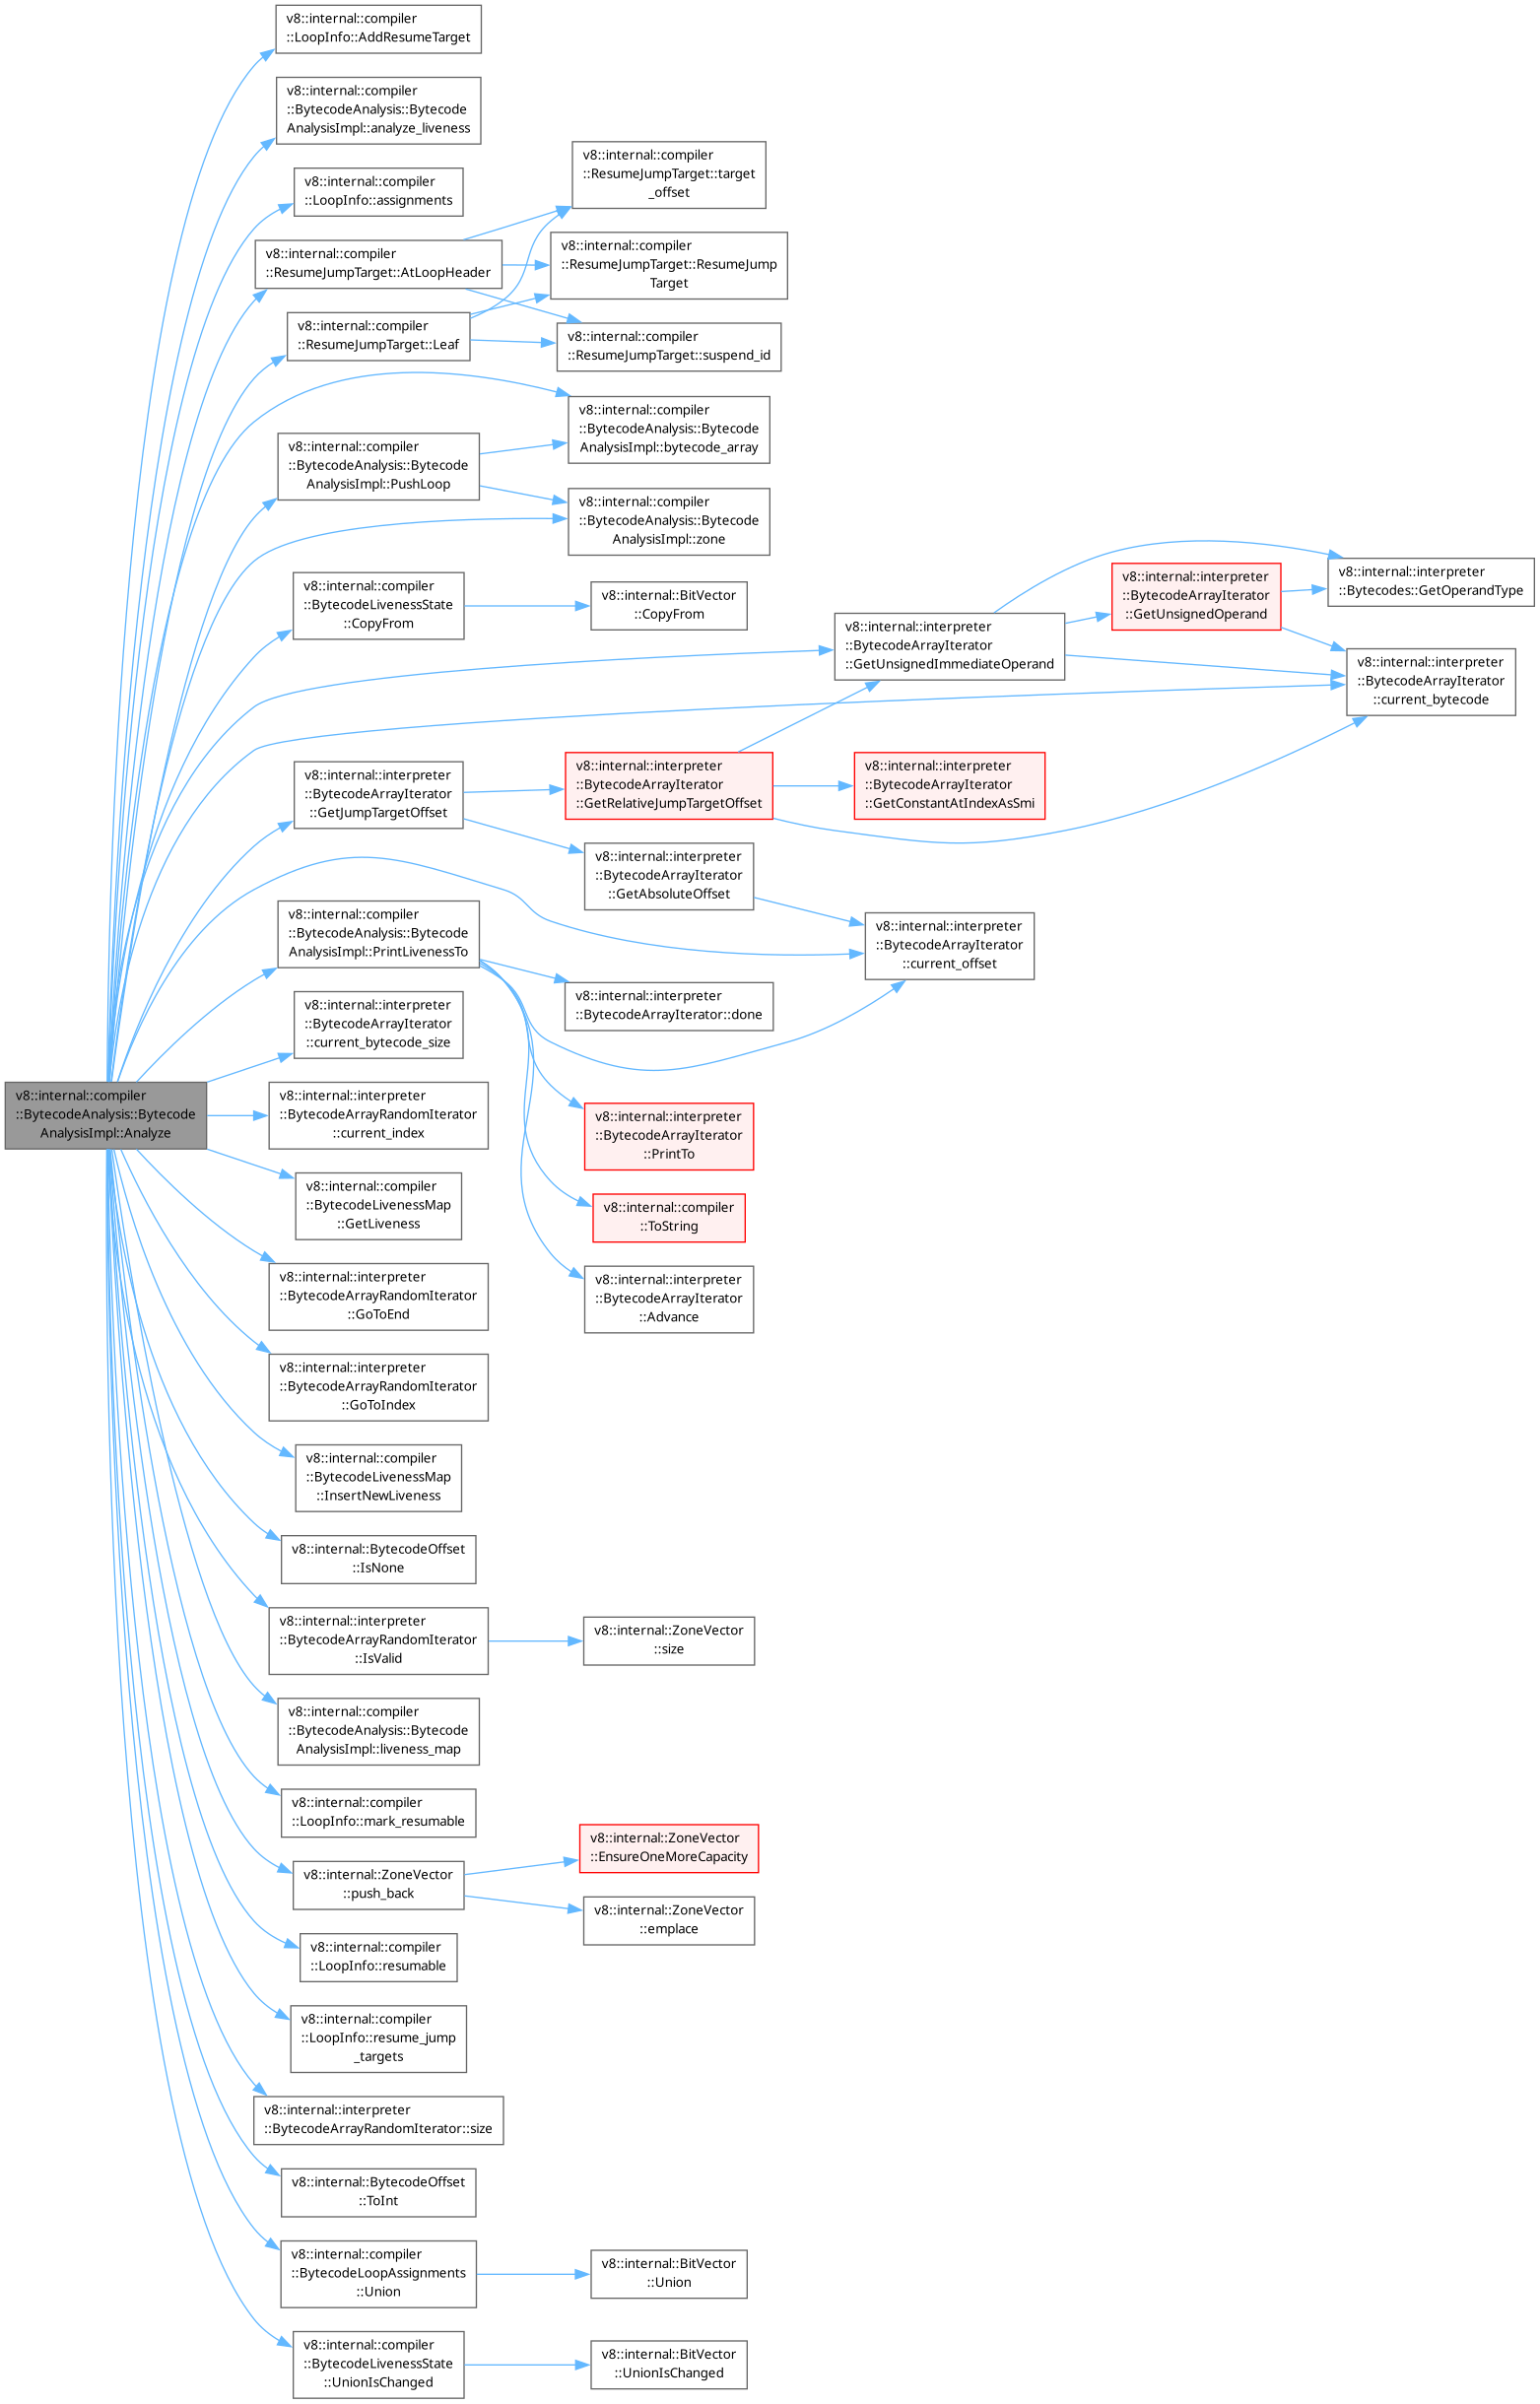 v8::internal::compiler
::LoopInfo::AddResumeTarget
v8::internal::compiler
::BytecodeAnalysis::Bytecode
AnalysisImpl::analyze_liveness
v8::internal::compiler
::LoopInfo::assignments
v8::internal::compiler
::ResumeJumpTarget::AtLoopHeader
v8::internal::compiler
::ResumeJumpTarget::Leaf
v8::internal::compiler
::ResumeJumpTarget::target
_offset
v8::internal::compiler
::ResumeJumpTarget::ResumeJump
Target
v8::internal::compiler
::ResumeJumpTarget::suspend_id
v8::internal::compiler
::BytecodeAnalysis::Bytecode
AnalysisImpl::bytecode_array
v8::internal::compiler
::BytecodeAnalysis::Bytecode
AnalysisImpl::PushLoop
v8::internal::compiler
::BytecodeAnalysis::Bytecode
AnalysisImpl::zone
v8::internal::compiler
::BytecodeLivenessState
::CopyFrom
v8::internal::BitVector
::CopyFrom
v8::internal::interpreter
::BytecodeArrayIterator
::GetUnsignedImmediateOperand
v8::internal::interpreter
::BytecodeArrayIterator
::GetUnsignedOperand
v8::internal::interpreter
::Bytecodes::GetOperandType
v8::internal::interpreter
::BytecodeArrayIterator
::current_bytecode
v8::internal::interpreter
::BytecodeArrayIterator
::GetJumpTargetOffset
v8::internal::interpreter
::BytecodeArrayIterator
::GetRelativeJumpTargetOffset
v8::internal::interpreter
::BytecodeArrayIterator
::GetConstantAtIndexAsSmi
v8::internal::interpreter
::BytecodeArrayIterator
::GetAbsoluteOffset
v8::internal::interpreter
::BytecodeArrayIterator
::current_offset
v8::internal::compiler
::BytecodeAnalysis::Bytecode
AnalysisImpl::PrintLivenessTo
v8::internal::interpreter
::BytecodeArrayIterator::done
v8::internal::interpreter
::BytecodeArrayIterator
::current_bytecode_size
v8::internal::compiler
::BytecodeAnalysis::Bytecode
AnalysisImpl::Analyze
v8::internal::interpreter
::BytecodeArrayRandomIterator
::current_index
v8::internal::interpreter
::BytecodeArrayIterator
::PrintTo
v8::internal::compiler
::BytecodeLivenessMap
::GetLiveness
v8::internal::compiler
::ToString
v8::internal::interpreter
::BytecodeArrayRandomIterator
::GoToEnd
v8::internal::interpreter
::BytecodeArrayIterator
::Advance
v8::internal::interpreter
::BytecodeArrayRandomIterator
::GoToIndex
v8::internal::compiler
::BytecodeLivenessMap
::InsertNewLiveness
v8::internal::BytecodeOffset
::IsNone
v8::internal::interpreter
::BytecodeArrayRandomIterator
::IsValid
v8::internal::ZoneVector
::size
v8::internal::compiler
::BytecodeAnalysis::Bytecode
AnalysisImpl::liveness_map
v8::internal::compiler
::LoopInfo::mark_resumable
v8::internal::ZoneVector
::push_back
v8::internal::ZoneVector
::EnsureOneMoreCapacity
v8::internal::ZoneVector
::emplace
v8::internal::compiler
::LoopInfo::resumable
v8::internal::compiler
::LoopInfo::resume_jump
_targets
v8::internal::interpreter
::BytecodeArrayRandomIterator::size
v8::internal::BytecodeOffset
::ToInt
v8::internal::compiler
::BytecodeLoopAssignments
::Union
v8::internal::BitVector
::Union
v8::internal::compiler
::BytecodeLivenessState
::UnionIsChanged
v8::internal::BitVector
::UnionIsChanged